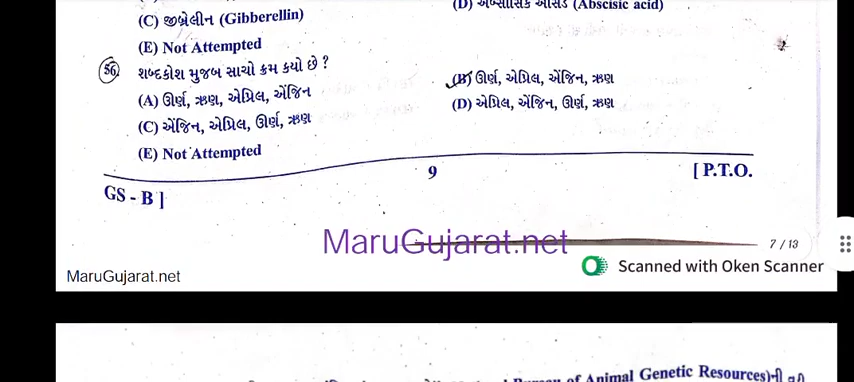 (C) જીબ્રેલીન (Gibberellin)
(D) એબ્સીસિક એસિડ (Abscisic acid)
(E) Not Attempted
56. શબ્દકોશ મુજબ સાચો ક્રમ કયો છે ?
(A) ઊર્ણ, ઋણ, એપ્રિલ, એંજિન
(B) ઊર્ણ, એપ્રિલ, એંજિન, ઋણ
(C) એંજિન, એપ્રિલ, ઊર્ણ, ઋણ
(D) એપ્રિલ, એંજિન, ઊર્ણ, ઋણ
(E) Not Attempted
9
[ P.T.O.
GS - B ]
MaruGujarat.net
7 / 13
Scanned with Oken Scanner
MaruGujarat.net
of Animal Genetic Resources)ની